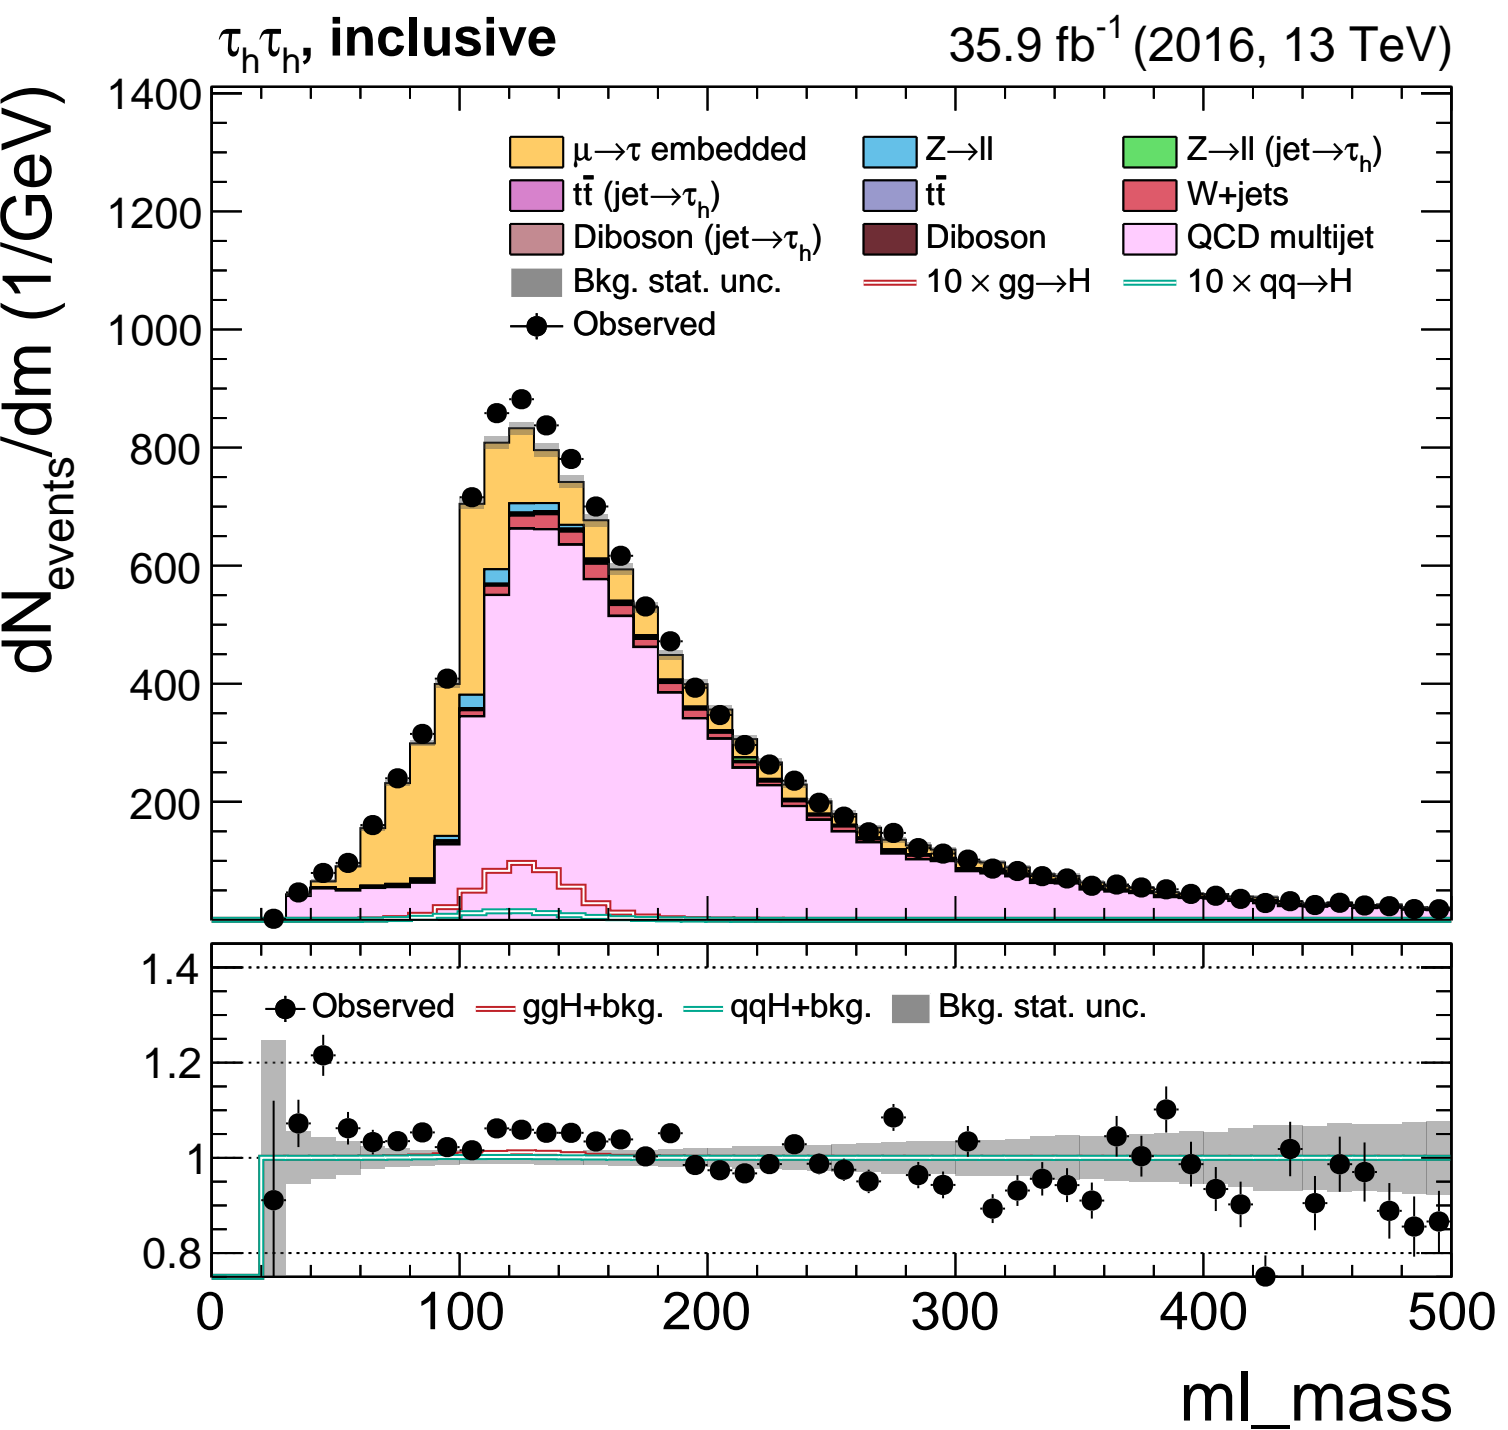 τhτh, inclusive 35.9 fb-1 (2016, 13 TeV)
dNevents/dm (1/GeV)
1400
1200
1000
800
600
400
200
μ→τ embedded Z→ll Z→ll (jet→τh)
tt̄ (jet→τh) tt̄ W+jets
Diboson (jet→τh) Diboson QCD multijet
Bkg. stat. unc. 10 × gg→H 10 × qq→H
Observed
1.4
1.2
1
0.8
Observed ggH+bkg. qqH+bkg. Bkg. stat. unc.
0 100 200 300 400 500
ml_mass